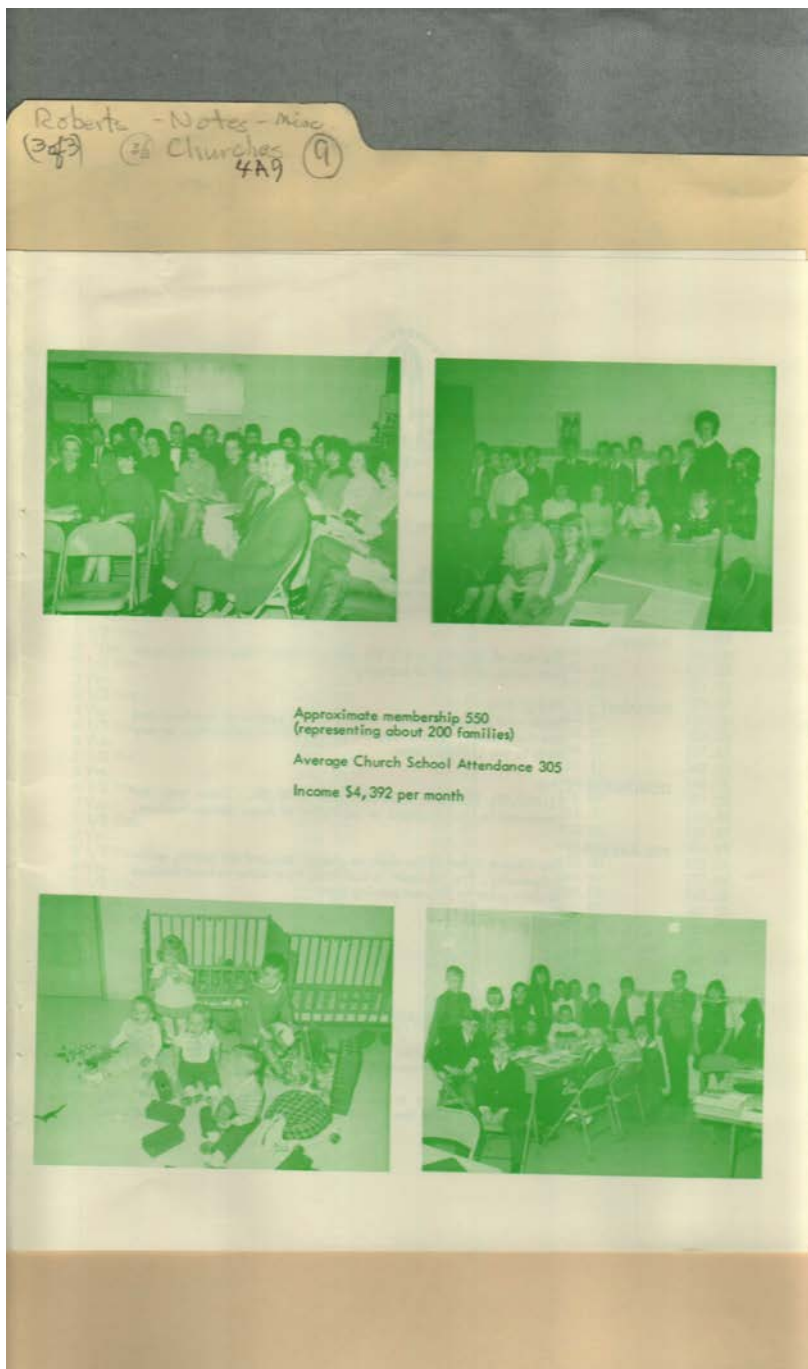 Roberts - Notes - Misc
(3 of 3) (36 Churches 9
4A9
Approximate membership 550
(representing about 200 families)
Average Church School Attendance 305
Income $4,392 per month